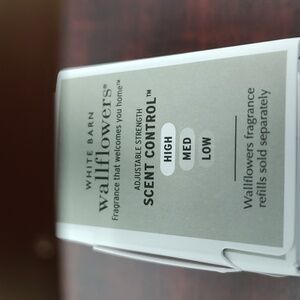 WHITE BARN
wallflowers®
Fragrance that welcomes you home™
ADJUSTABLE STRENGTH
SCENT CONTROL™
HIGH
MED
LOW
Wallflowers fragrance
refills sold separately